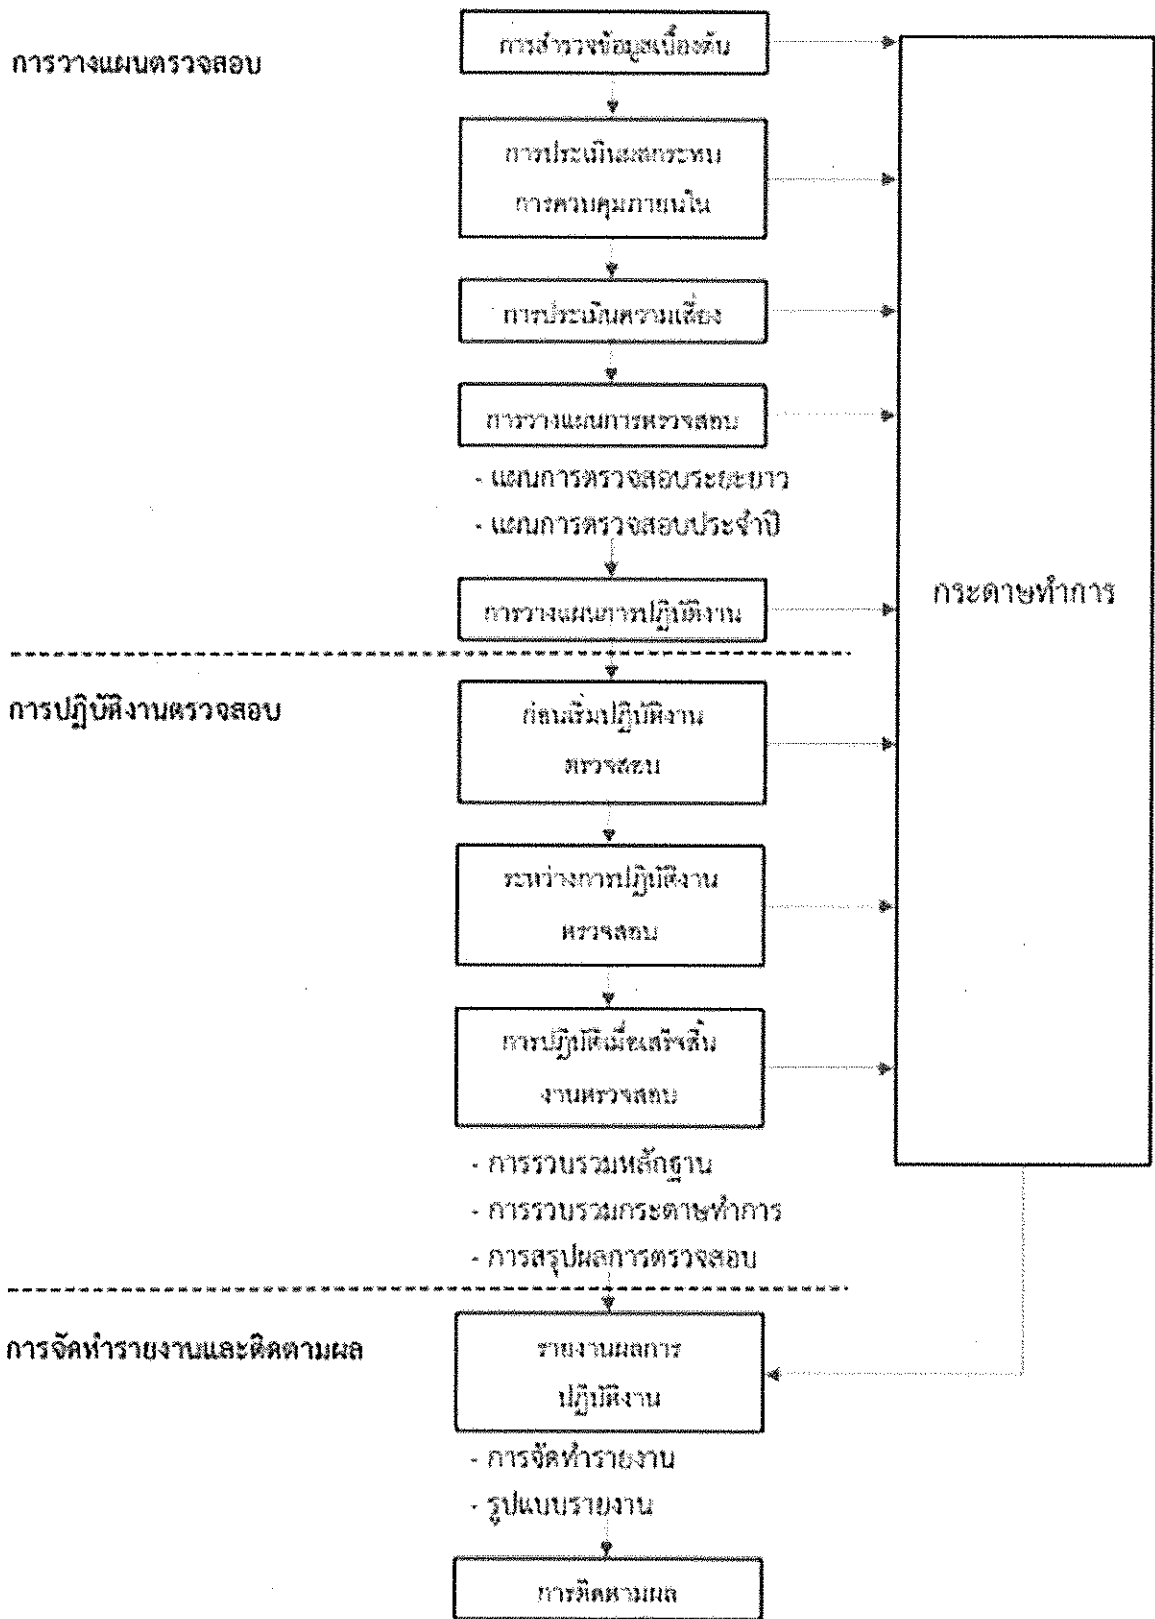 การวางแผนตรวจสอบ
การสำรวจข้อมูลเบื้องต้น
การประเมินผลกระทบ
การควบคุมภายนใน
การประเมินความเสี่ยง
การวางแผนการตรวจสอบ
- แผนการตรวจสอบระยะยาว
- แผนการตรวจสอบประจำปี
การวางแผนการปฏิบัติงาน
กระดาษทำการ
การปฏิบัติงานตรวจสอบ
ก่อนเริ่มปฏิบัติงาน
ตรวจสอบ
ระหว่างการปฏิบัติงาน
ตรวจสอบ
การปฏิบัติเมื่อเสร็จสิ้น
งานตรวจสอบ
- การรวบรวมหลักฐาน
- การรวบรวมกระดาษทำการ
- การสรุปผลการตรวจสอบ
การจัดทำรายงานและติดตามผล
รายงานผลการ
ปฏิบัติงาน
- การจัดทำรายงาน
- รูปแบบรายงาน
การติดตามผล